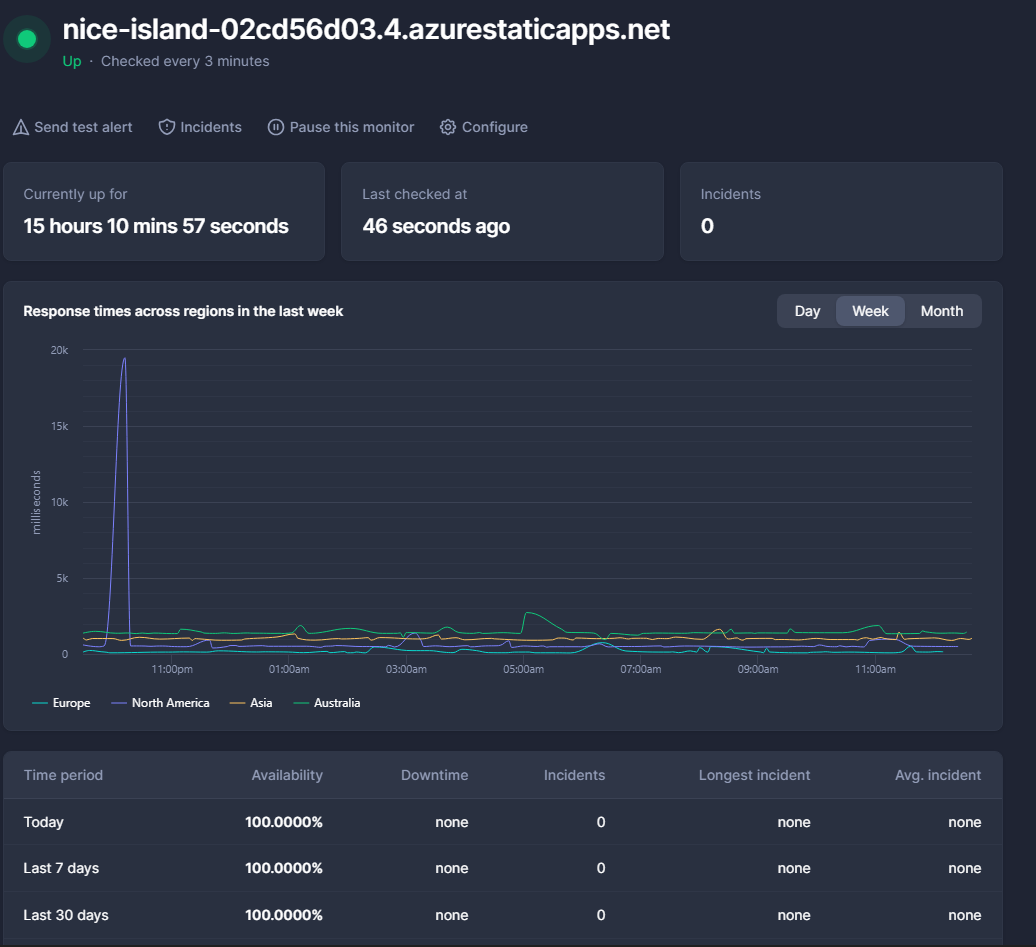 nice-island-02cd56d03.4.azurestaticapps.net
Up · Checked every 3 minutes
Send test alert Incidents Pause this monitor Configure
Currently up for Last checked at Incidents
15 hours 10 mins 57 seconds 46 seconds ago 0
Response times across regions in the last week Day Week Month
20k
15k
10k
milliseconds
5k
0
11:00pm 01:00am 03:00am 05:00am 07:00am 09:00am 11:00am
Europe North America Asia Australia
Time period Availability Downtime Incidents Longest incident Avg. incident
Today 100.0000% none 0 none none
Last 7 days 100.0000% none 0 none none
Last 30 days 100.0000% none 0 none none